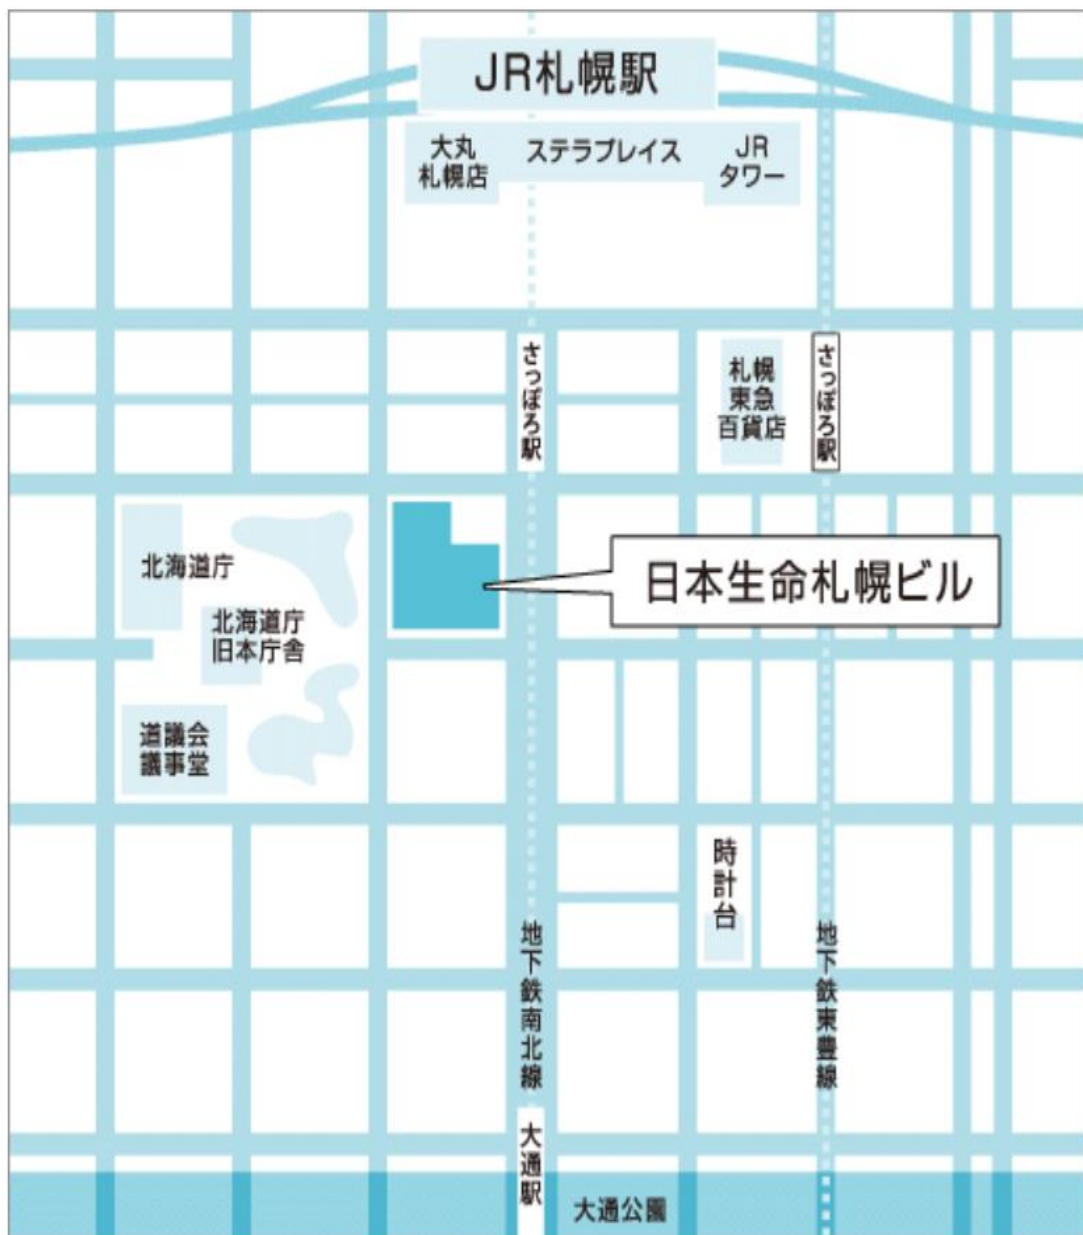 JR札幌駅
大丸
札幌店
ステラプレイス
JR
タワー
さっぽろ駅
札幌
東急
百貨店
さっぽろ駅
北海道庁
日本生命札幌ビル
北海道庁
旧本庁舎
道議会
議事堂
時計台
地下鉄南北線
地下鉄東豊線
大通駅
大通公園